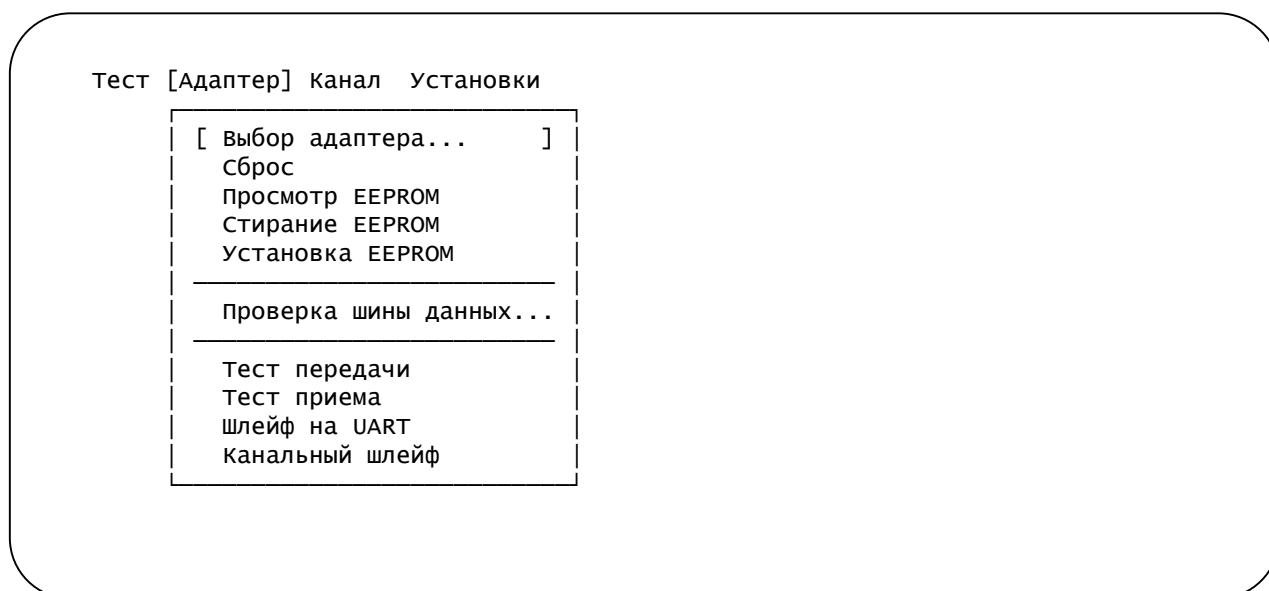 Тест [Адаптер] Канал Установки
[ Выбор адаптера... ]
Сброс
Просмотр EEPROM
Стирание EEPROM
Установка EEPROM
Проверка шины данных...
Тест передачи
Тест приема
Шлейф на UART
Канальный шлейф